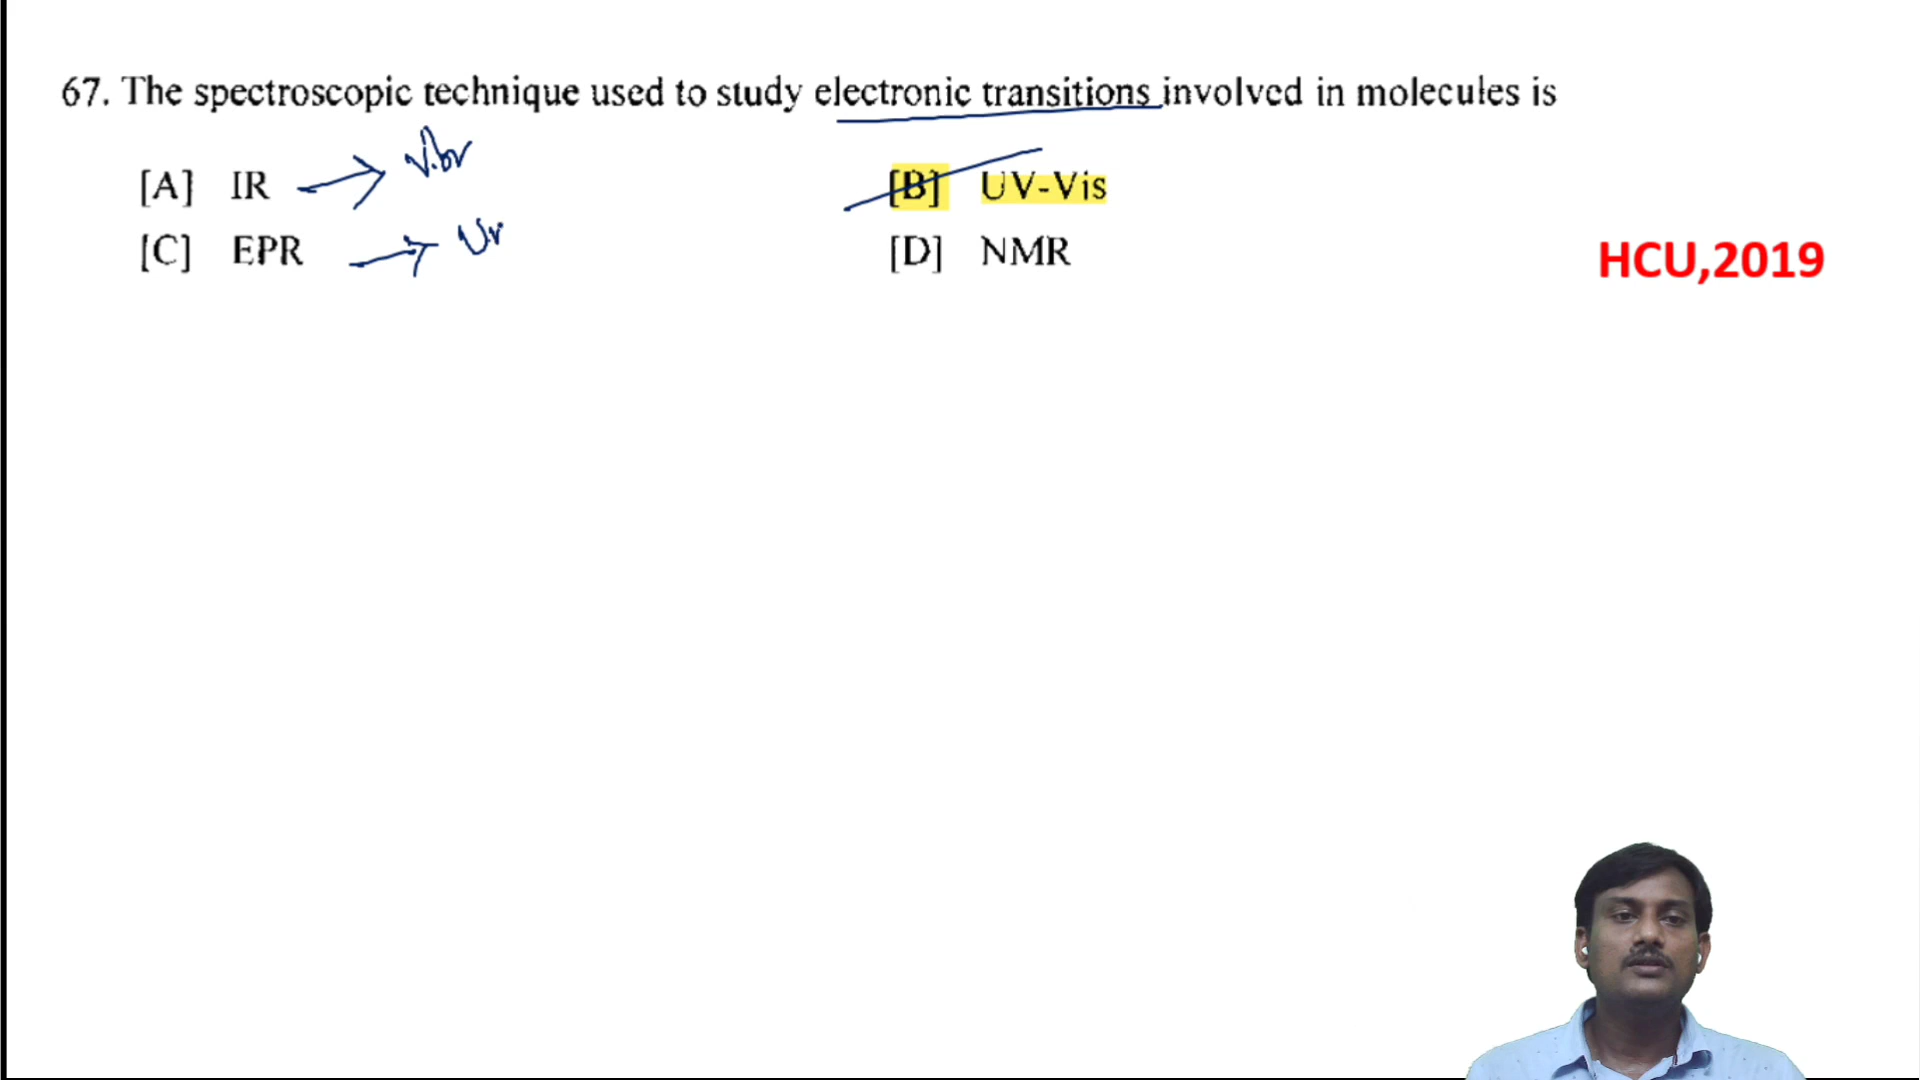 67. The spectroscopic technique used to study electronic transitions involved in molecules is
[A] IR → Vibr
[B] UV-Vis
[C] EPR → Un
[D] NMR
HCU,2019